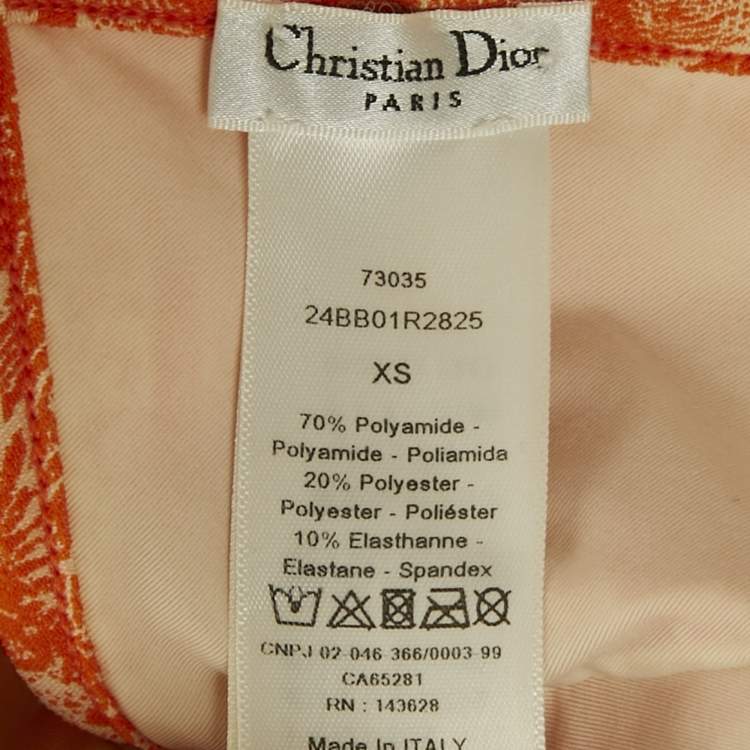 Christian Dior
PARIS
73035
24BB01R2825
XS
70% Polyamide -
Polyamide - Poliamida
20% Polyester -
Polyester - Poliéster
10% Elasthanne -
Elastane - Spandex
CNPJ 02-046 366/0003-99
CA65281
RN : 143628
Made In ITALY